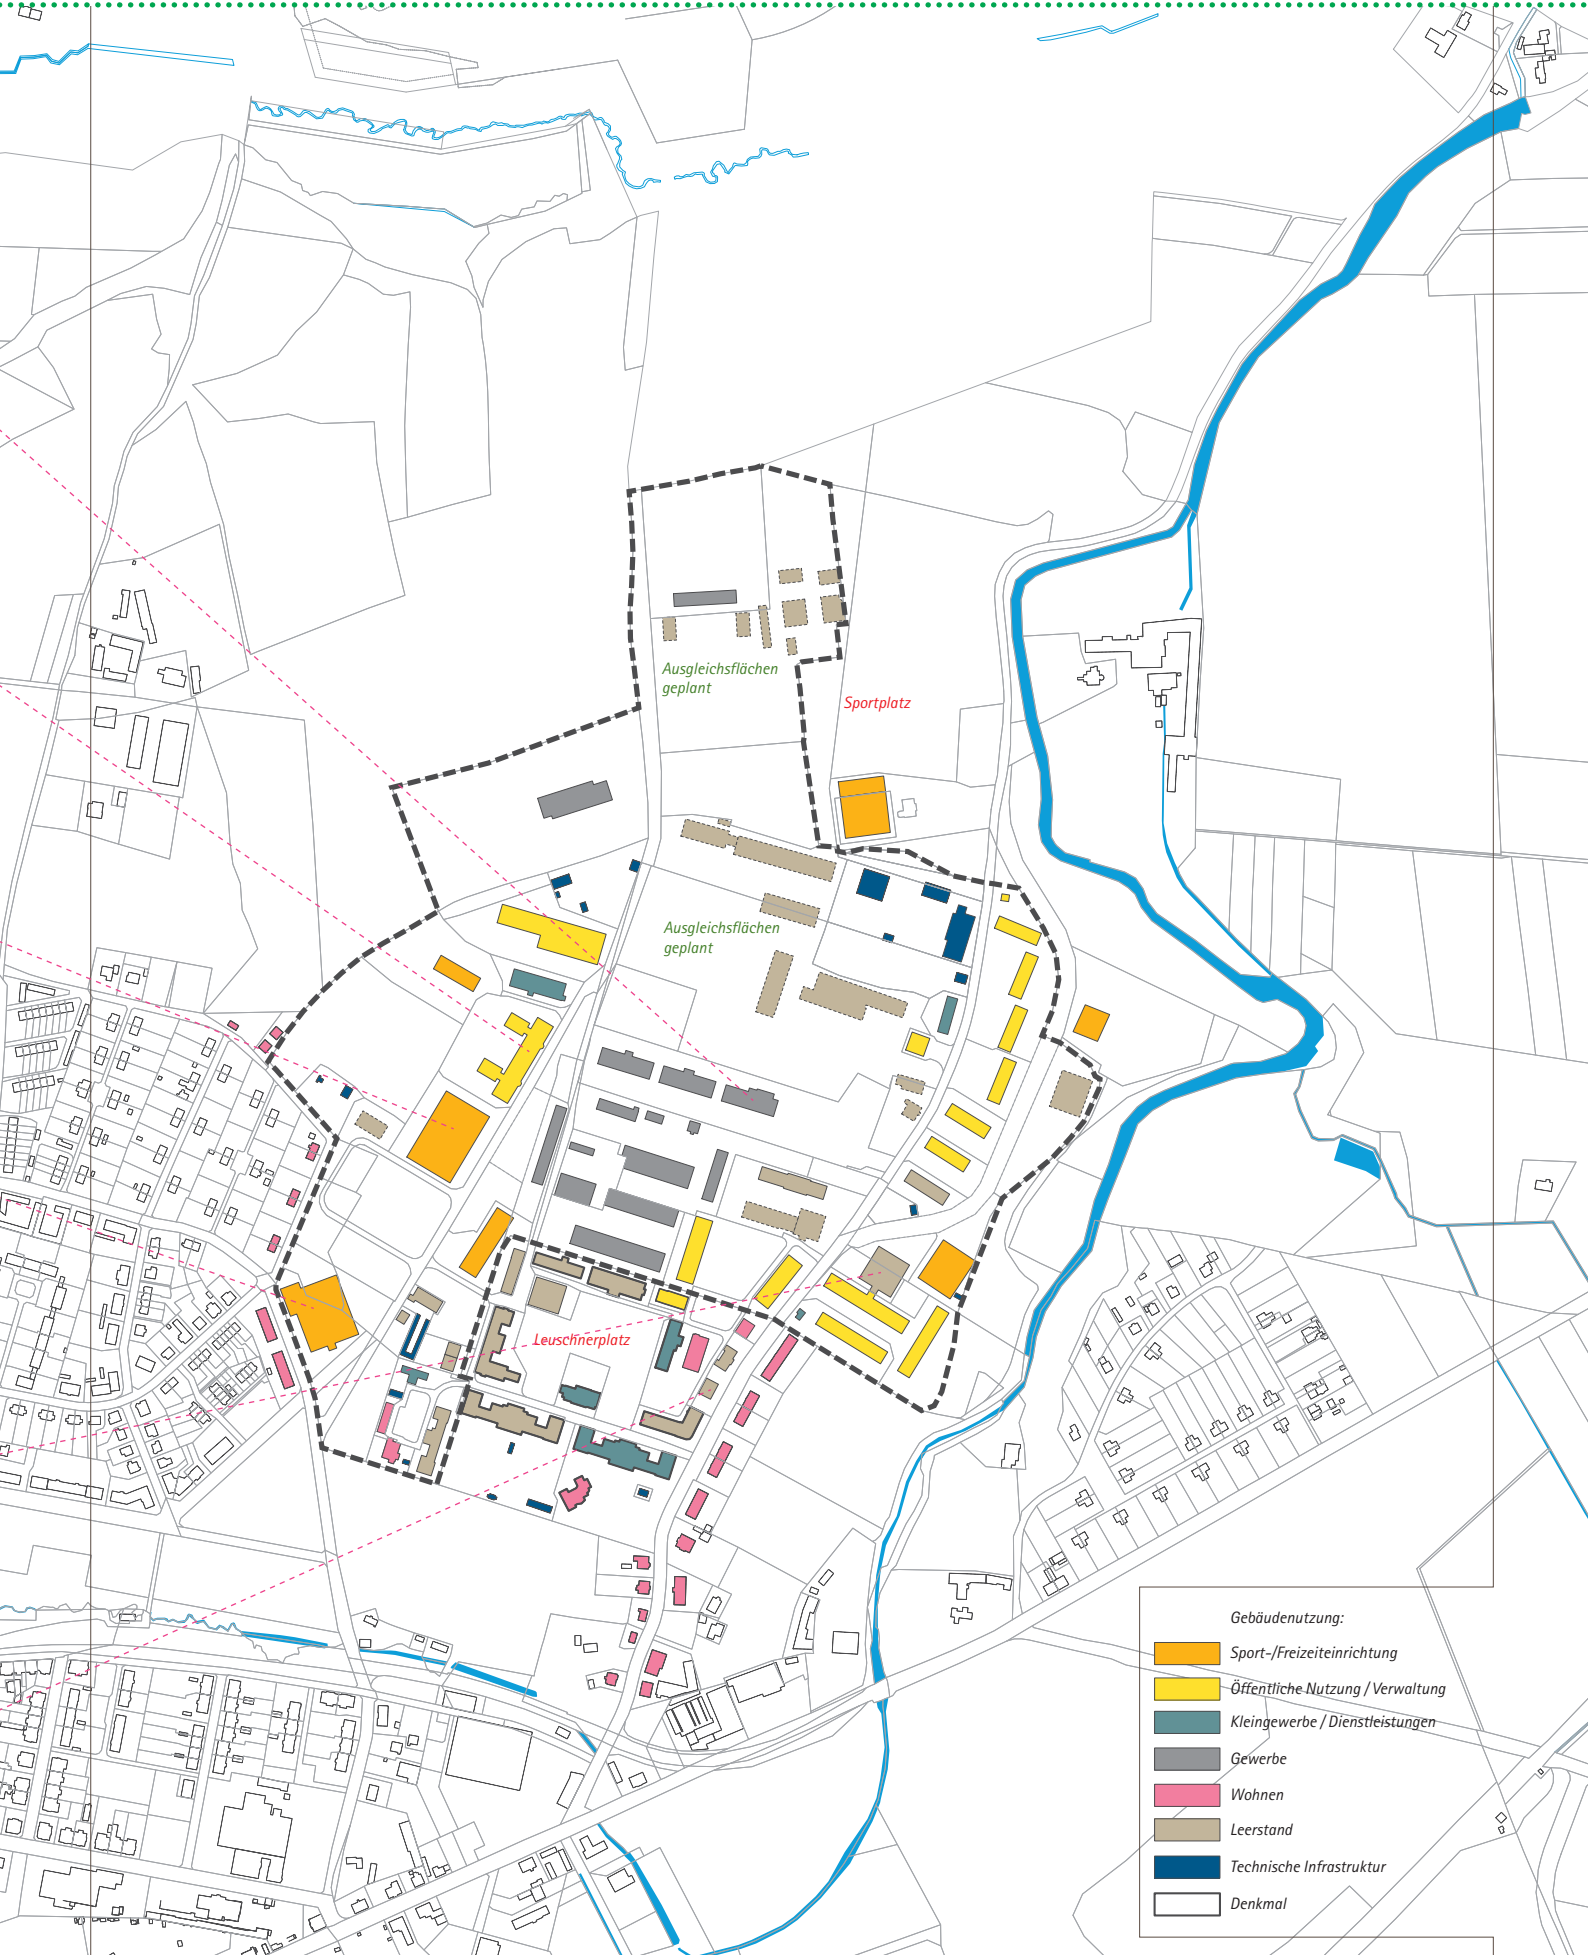 Ausgleichsflächen
geplant
Sportplatz
Ausgleichsflächen
geplant
Leuschnerplatz
Gebäudenutzung:
Sport-/Freizeiteinrichtung
Öffentliche Nutzung / Verwaltung
Kleingewerbe / Dienstleistungen
Gewerbe
Wohnen
Leerstand
Technische Infrastruktur
Denkmal